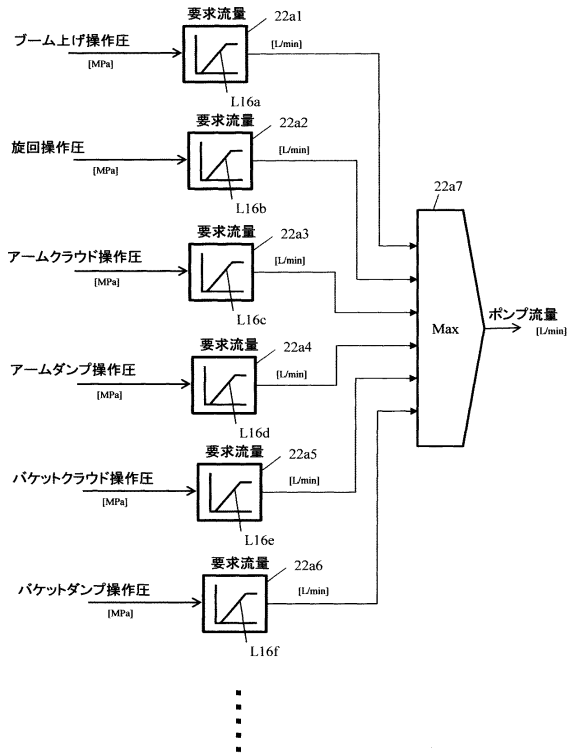 要求流量
22a1
ブーム上げ操作圧
[MPa]
[L/min]
L16a
要求流量
22a2
旋回操作圧
[MPa]
[L/min]
L16b
22a7
要求流量
22a3
アームクラウド操作圧
[MPa]
[L/min]
L16c
Max
ポンプ流量
[L/min]
要求流量
22a4
アームダンプ操作圧
[MPa]
[L/min]
L16d
要求流量
22a5
バケットクラウド操作圧
[MPa]
[L/min]
L16e
要求流量
22a6
バケットダンプ操作圧
[MPa]
[L/min]
L16f